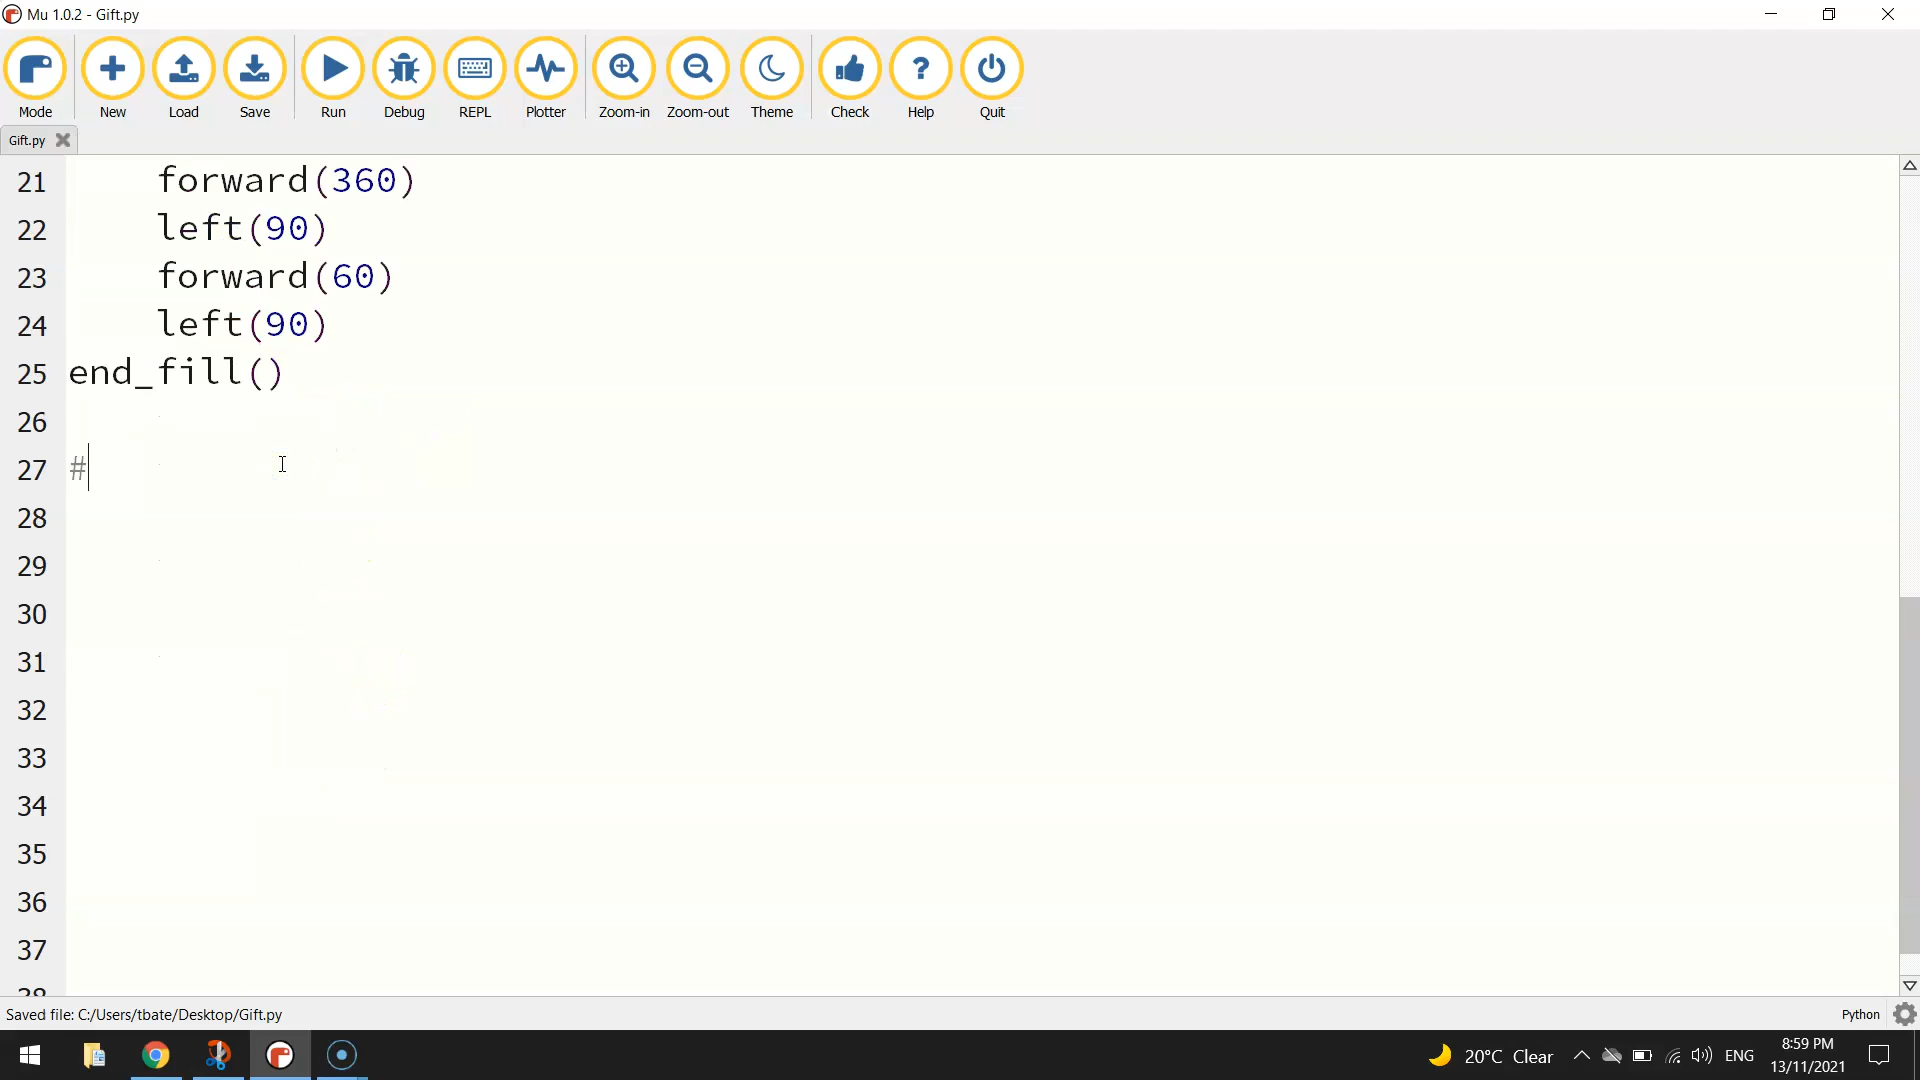 Mu 1.0.2 - Gift.py
Mode New Load Save Run Debug REPL Plotter Zoom-in Zoom-out Theme Check Help Quit
Gift.py
21 forward(360)
22 left(90)
23 forward(60)
24 left(90)
25 end_fill()
26
27 #
28
29
30
31
32
33
34
35
36
37
38
Saved file: C:/Users/tbate/Desktop/Gift.py Python
20°C Clear ENG 8:59 PM
13/11/2021